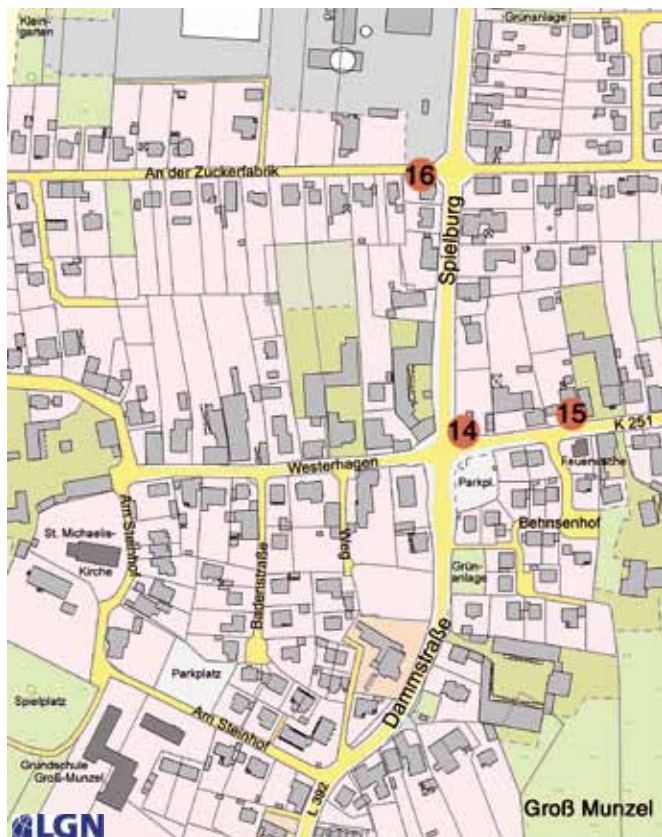 Klein-
garten
Grünanlage
An der Zuckerfabrik
16
Spielburg
14
15
K 251
Westerhagen
Feuerwache
Parkpl.
Am Steinhof
St. Michaelis-
Kirche
Weg
Behnsenhof
Grün-
anlage
Parkplatz
Dammstraße
Spielplatz
Am Steinhof
Grundschule
Groß-Munzel
L 392
Groß Munzel
LGN